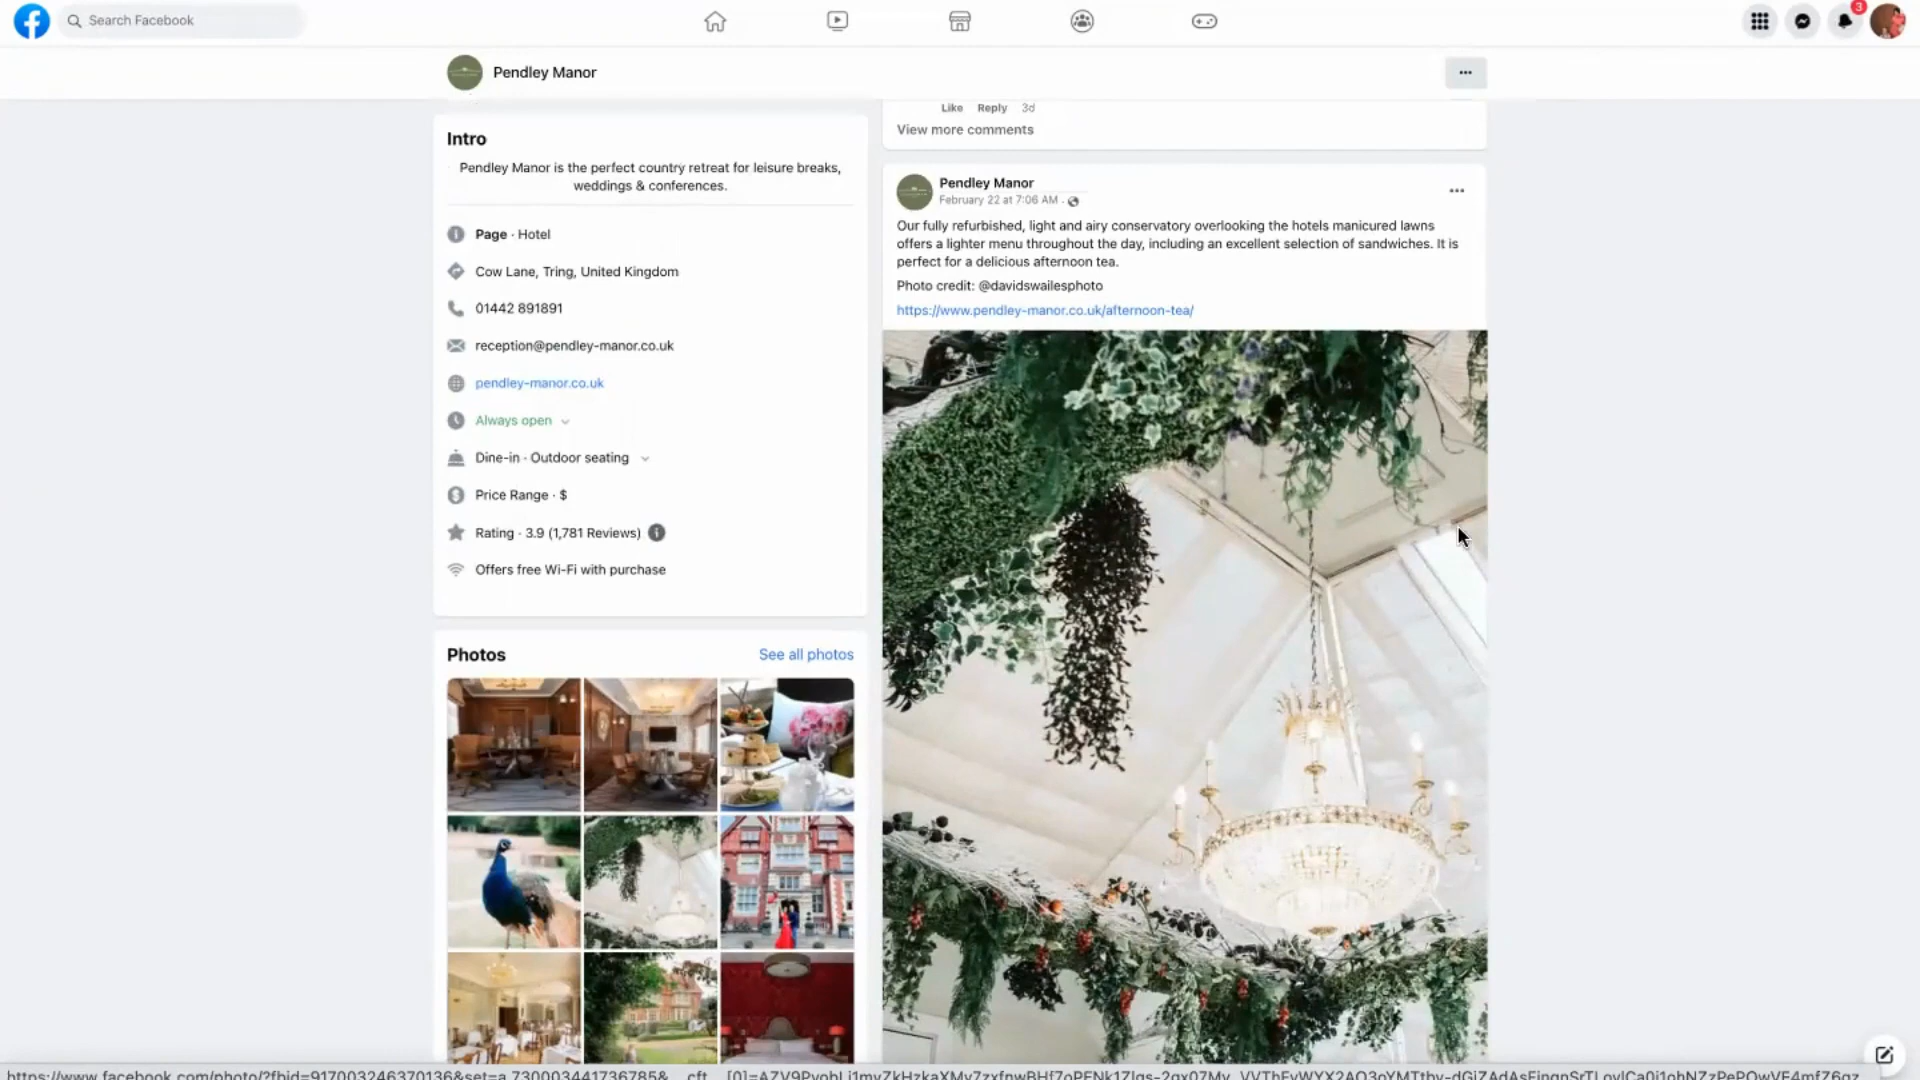 Search Facebook
3
Pendley Manor
Intro
Pendley Manor is the perfect country retreat for leisure breaks,
weddings & conferences.
Page · Hotel
Cow Lane, Tring, United Kingdom
01442 891891
reception@pendley-manor.co.uk
pendley-manor.co.uk
Always open
Dine-in · Outdoor seating
Price Range · $
Rating · 3.9 (1,781 Reviews)
Offers free Wi-Fi with purchase
Photos
See all photos
Like Reply 3d
View more comments
Pendley Manor
February 22 at 7:06 AM ·
Our fully refurbished, light and airy conservatory overlooking the hotels manicured lawns
offers a lighter menu throughout the day, including an excellent selection of sandwiches. It is
perfect for a delicious afternoon tea.
Photo credit: @davidswailesphoto
https://www.pendley-manor.co.uk/afternoon-tea/